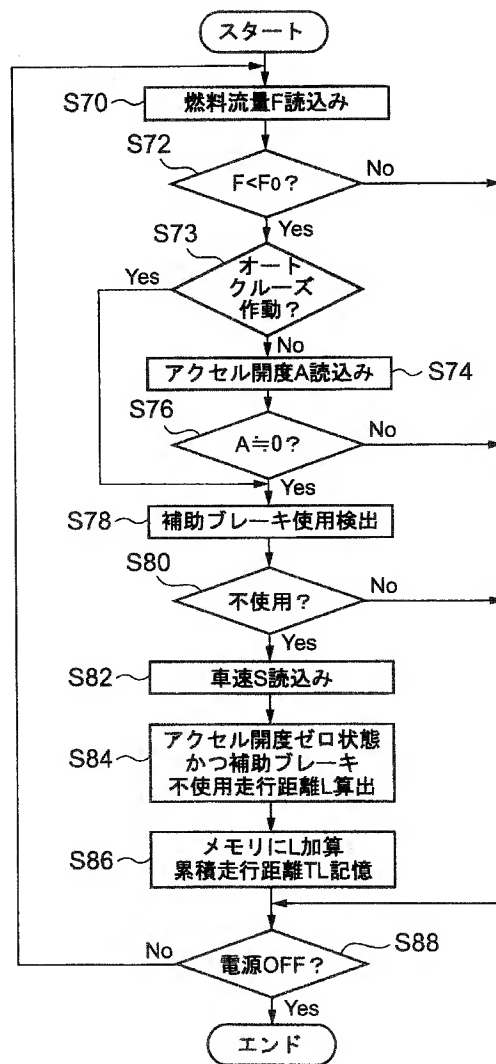 スタート
S70
燃料流量F読込み
S72
F<F0?
No
Yes
S73
オート
クルーズ
作動?
Yes
No
アクセル開度A読込み
S74
S76
A≒0?
No
Yes
S78
補助ブレーキ使用検出
S80
不使用?
No
Yes
S82
車速S読込み
S84
アクセル開度ゼロ状態
かつ補助ブレーキ
不使用走行距離L算出
S86
メモリにL加算
累積走行距離TL記憶
No
電源OFF?
S88
Yes
エンド